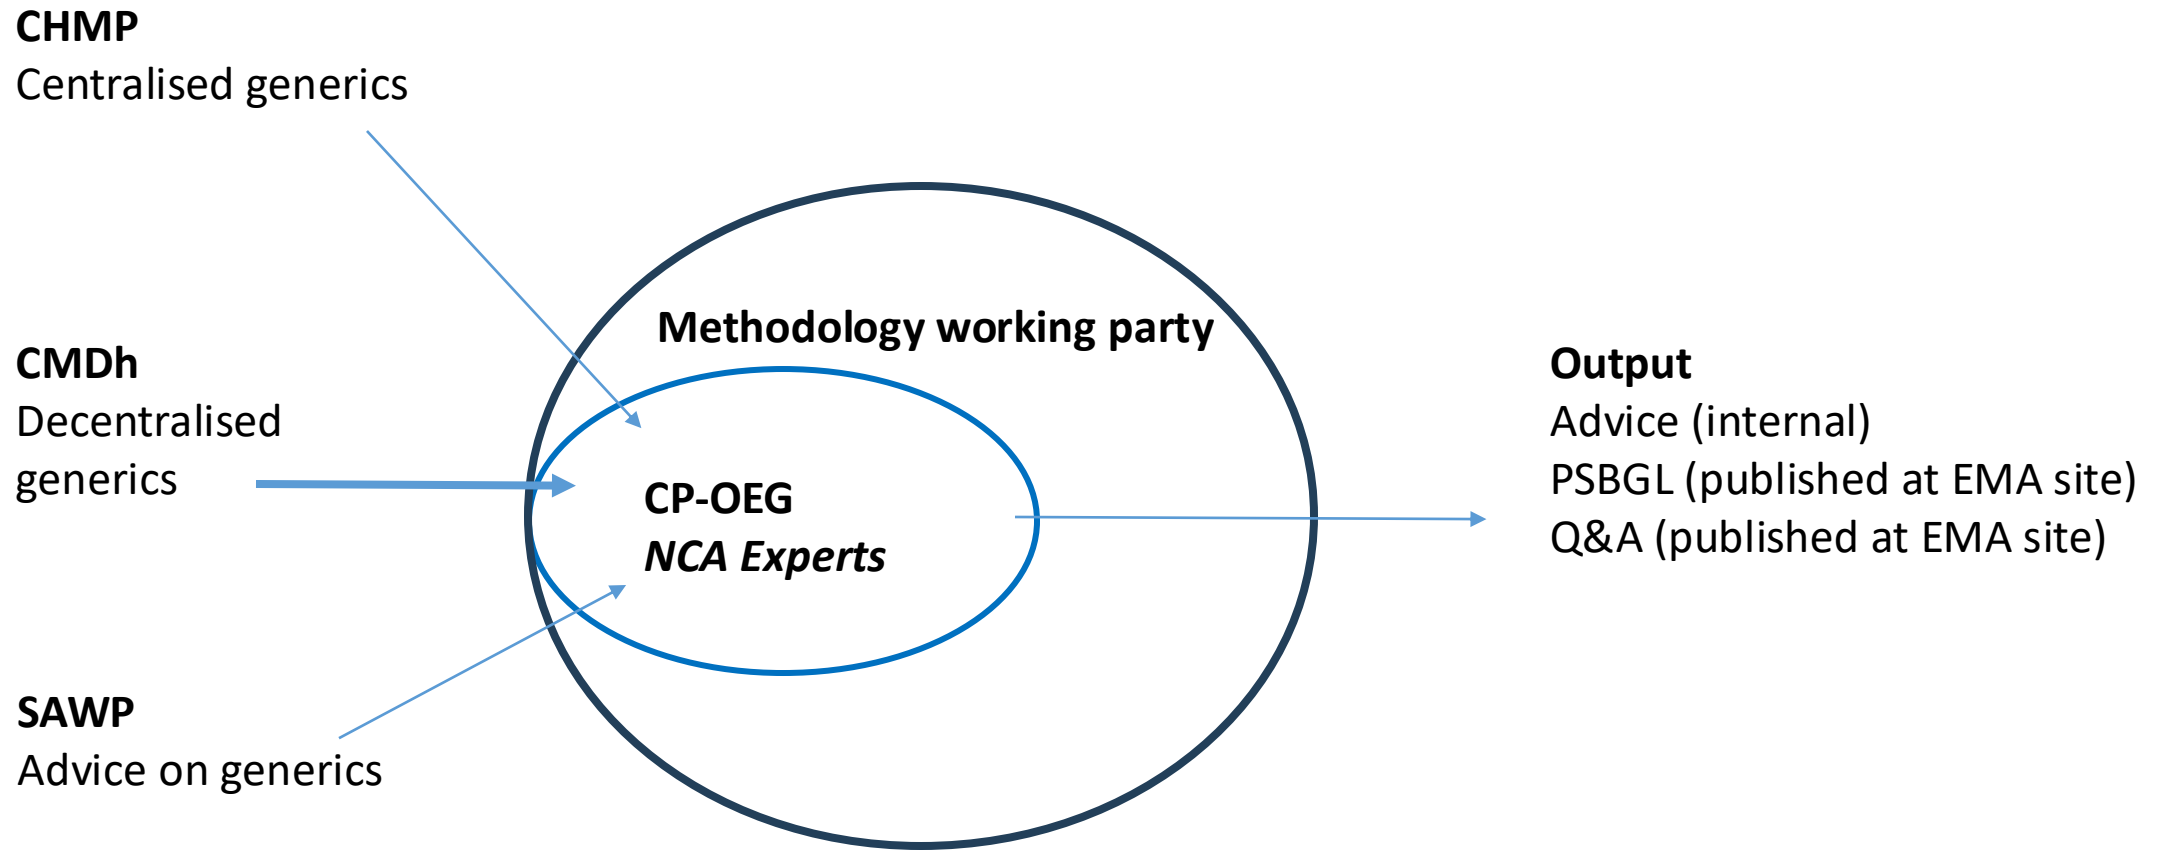 CHMP
Centralised generics
Methodology working party
CMDh
Decentralised
generics
CP-OEG
NCA Experts
SAWP
Advice on generics
Output
Advice (internal)
PSBGL (published at EMA site)
Q&A (published at EMA site)